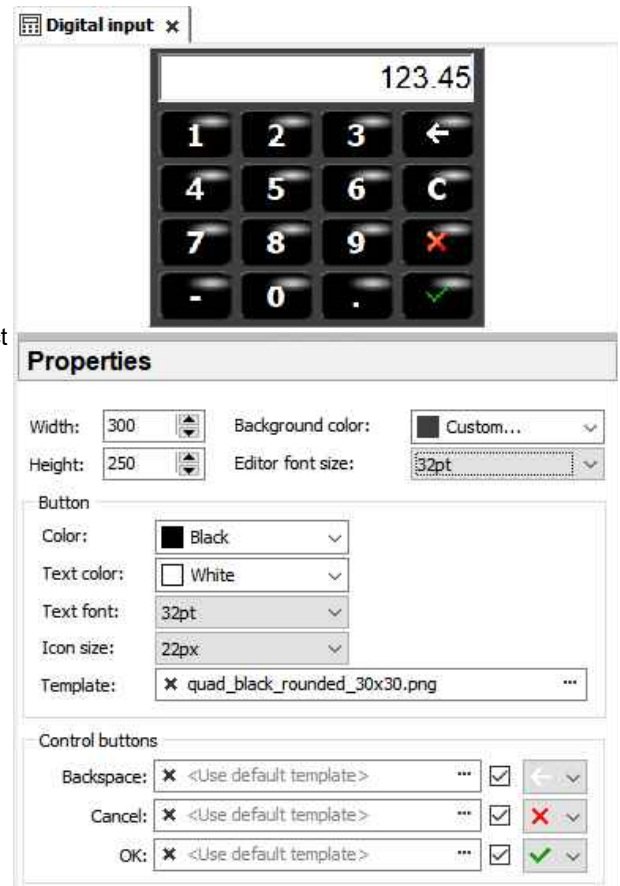 Digital input
123.45
1 2 3
4 5 6 C
7 8 9
- 0 .
Properties
Width: 300 Background color: Custom...
Height: 250 Editor font size: 32pt
Button
Color: Black
Text color: White
Text font: 32pt
Icon size: 22px
Template: quad_black_rounded_30x30.png ...
Control buttons
Backspace: <Use default template> ...
Cancel: <Use default template> ...
OK: <Use default template> ...